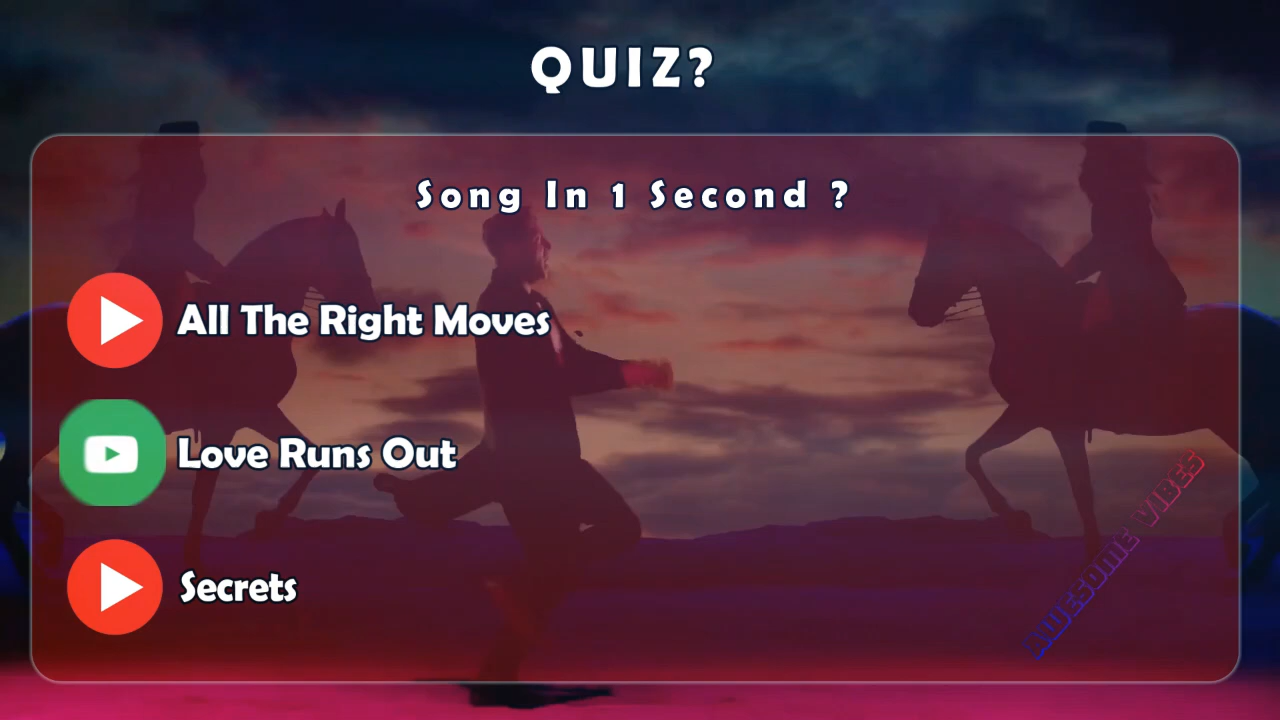 QUIZ?
Song In 1 Second ?
All The Right Moves
Love Runs Out
Secrets
AWESOME VIBES